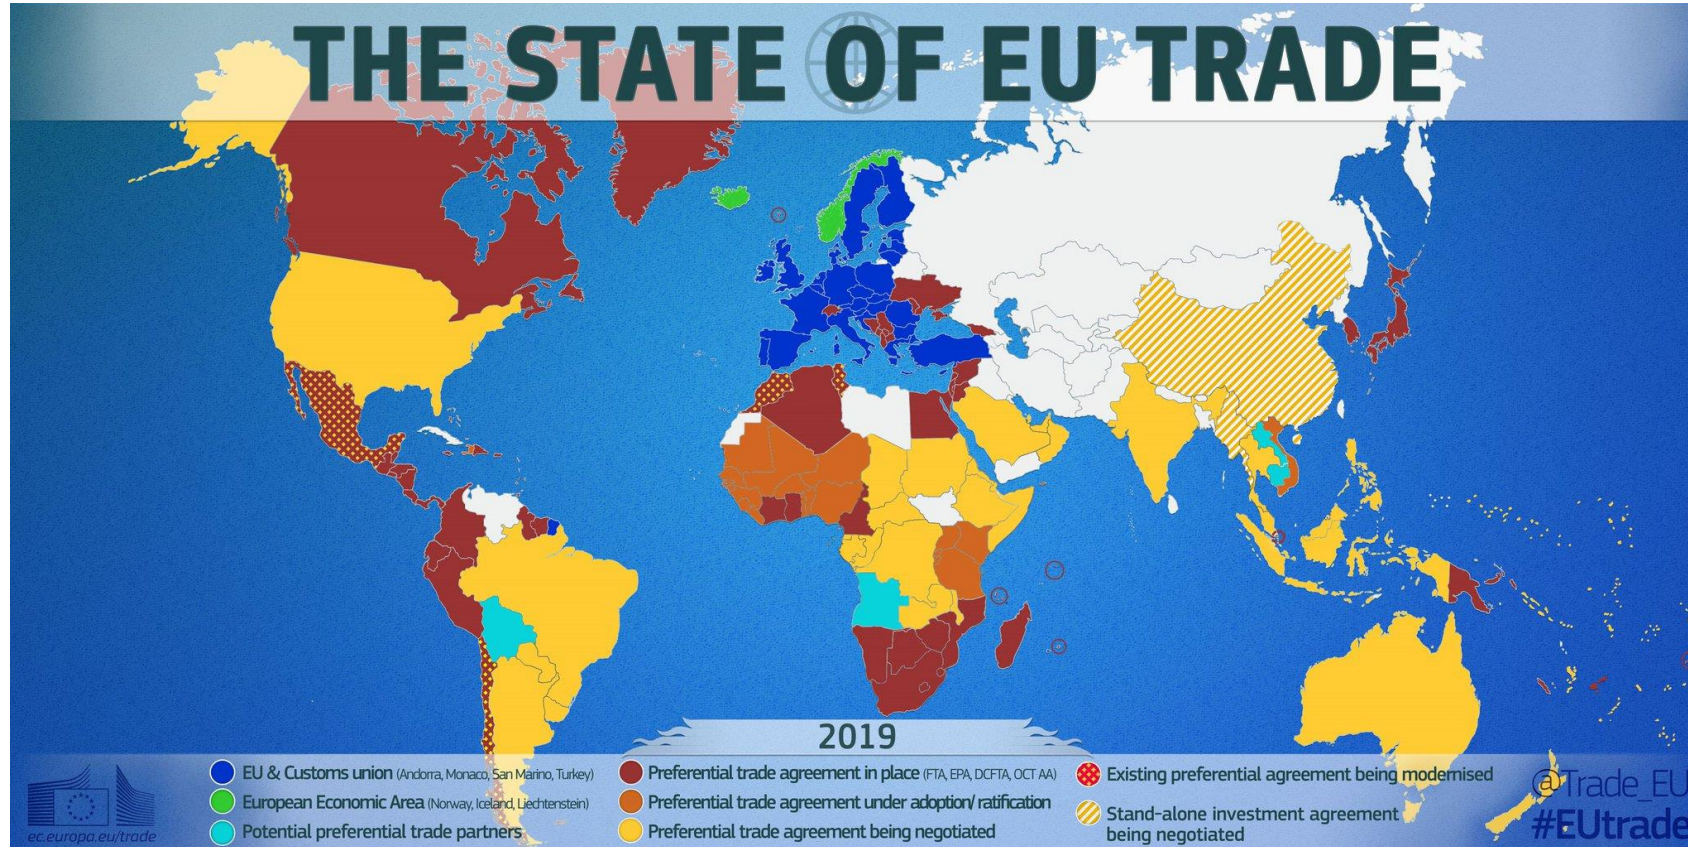 THE STATE OF EU TRADE
2019
EU & Customs union (Andorra, Monaco, San Marino, Turkey)
European Economic Area (Norway, Iceland, Liechtenstein)
Potential preferential trade partners
Preferential trade agreement in place (FTA, EPA, DCFTA, OCT AA)
Preferential trade agreement under adoption/ ratification
Preferential trade agreement being negotiated
Existing preferential agreement being modernised
Stand-alone investment agreement
being negotiated
ec.europa.eu/trade
@Trade_EU
#EUtrade